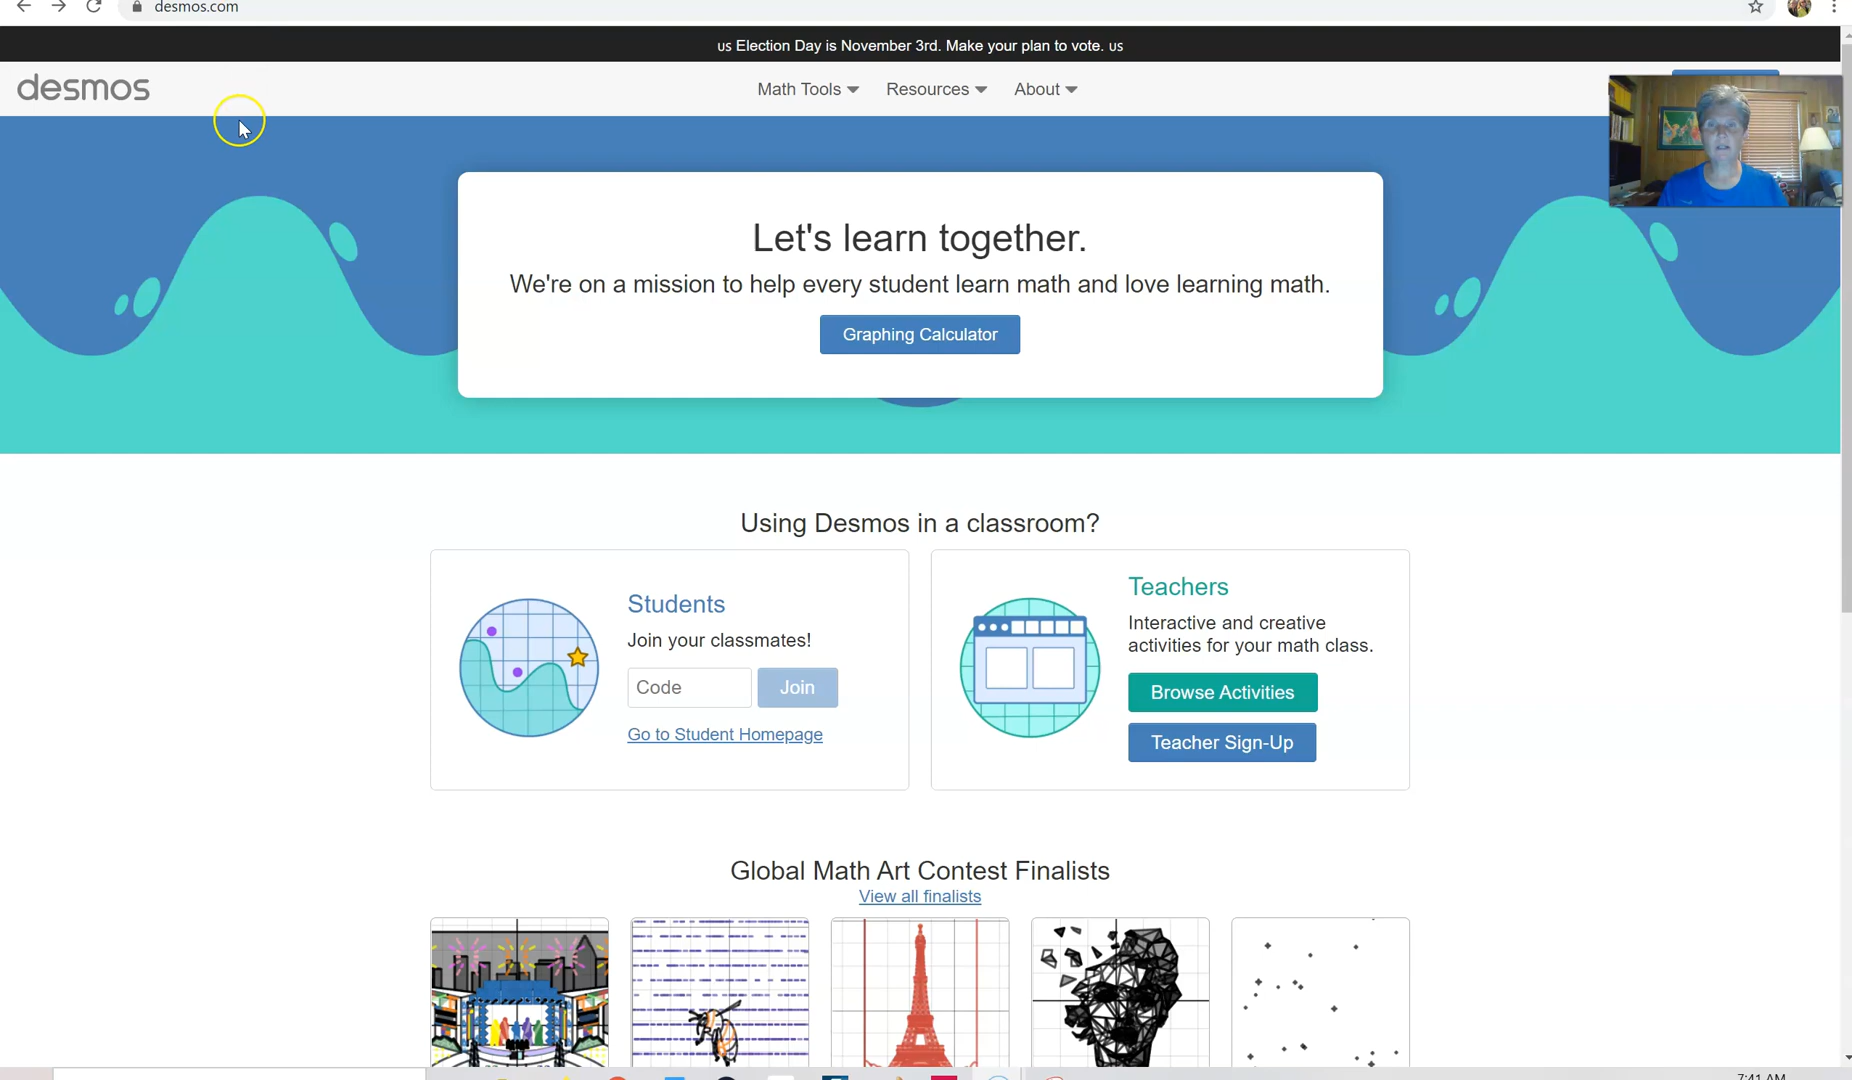 desmos.com
us Election Day is November 3rd. Make your plan to vote. us
desmos
Math Tools
Resources
About
Let's learn together.
We're on a mission to help every student learn math and love learning math.
Graphing Calculator
Using Desmos in a classroom?
Students
Join your classmates!
Code
Join
Go to Student Homepage
Teachers
Interactive and creative
activities for your math class.
Browse Activities
Teacher Sign-Up
Global Math Art Contest Finalists
View all finalists
7:41 AM